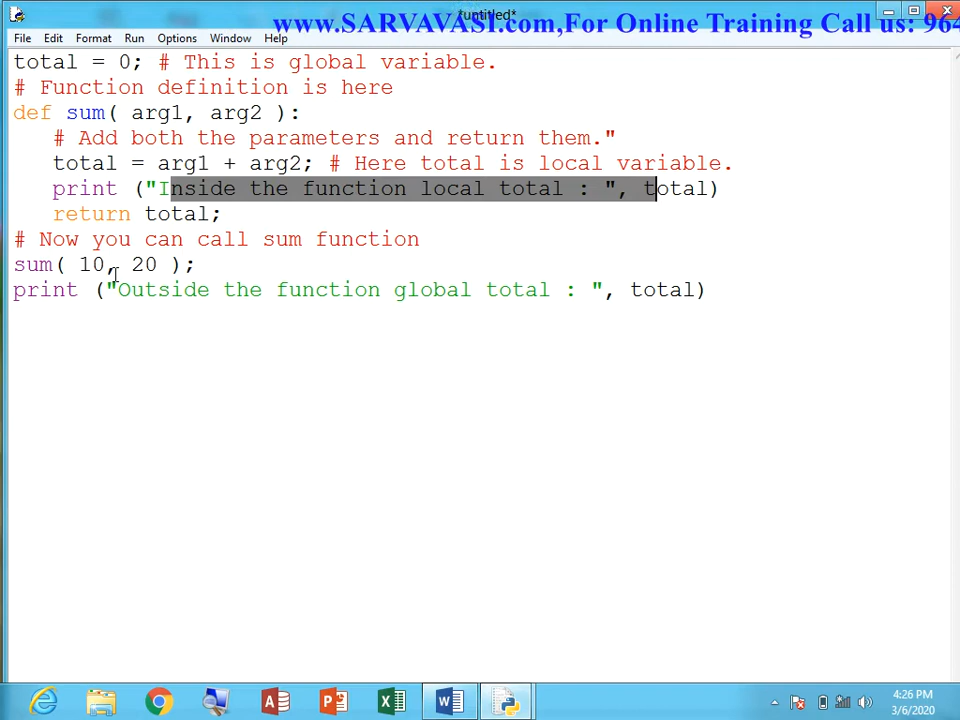 *untitled*
www.SARVAVASI.com,For Online Training Call us: 964
File Edit Format Run Options Window Help
total = 0; # This is global variable.
# Function definition is here
def sum( arg1, arg2 ):
   # Add both the parameters and return them."
   total = arg1 + arg2; # Here total is local variable.
   print ("Inside the function local total : ", total)
   return total;
# Now you can call sum function
sum( 10, 20 );
print ("Outside the function global total : ", total)
4:26 PM
3/6/2020